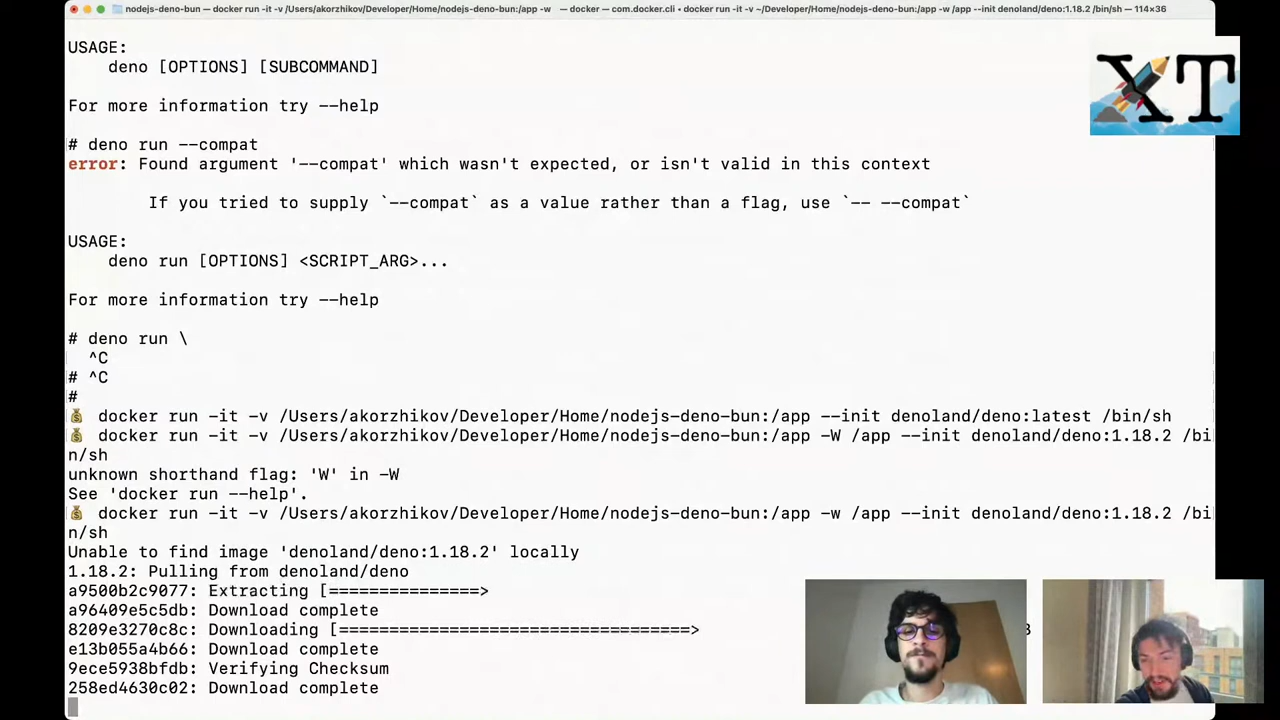 nodejs-deno-bun — docker run -it -v /Users/akorzhikov/Developer/Home/nodejs-deno-bun:/app -w — docker — com.docker.cli • docker run -it -v ~/Developer/Home/nodejs-deno-bun:/app -w /app --init denoland/deno:1.18.2 /bin/sh — 114×36
USAGE:
    deno [OPTIONS] [SUBCOMMAND]
For more information try --help
# deno run --compat
error: Found argument '--compat' which wasn't expected, or isn't valid in this context
        If you tried to supply `--compat` as a value rather than a flag, use `-- --compat`
USAGE:
    deno run [OPTIONS] <SCRIPT_ARG>...
For more information try --help
# deno run \
  ^C
# ^C
#
💰 docker run -it -v /Users/akorzhikov/Developer/Home/nodejs-deno-bun:/app --init denoland/deno:latest /bin/sh
💰 docker run -it -v /Users/akorzhikov/Developer/Home/nodejs-deno-bun:/app -W /app --init denoland/deno:1.18.2 /bi
n/sh
unknown shorthand flag: 'W' in -W
See 'docker run --help'.
💰 docker run -it -v /Users/akorzhikov/Developer/Home/nodejs-deno-bun:/app -w /app --init denoland/deno:1.18.2 /bi
n/sh
Unable to find image 'denoland/deno:1.18.2' locally
1.18.2: Pulling from denoland/deno
a9500b2c9077: Extracting [===============>
a96409e5c5db: Download complete
8209e3270c8c: Downloading [===================================>
e13b055a4b66: Download complete
9ece5938bfdb: Verifying Checksum
258ed4630c02: Download complete
XT